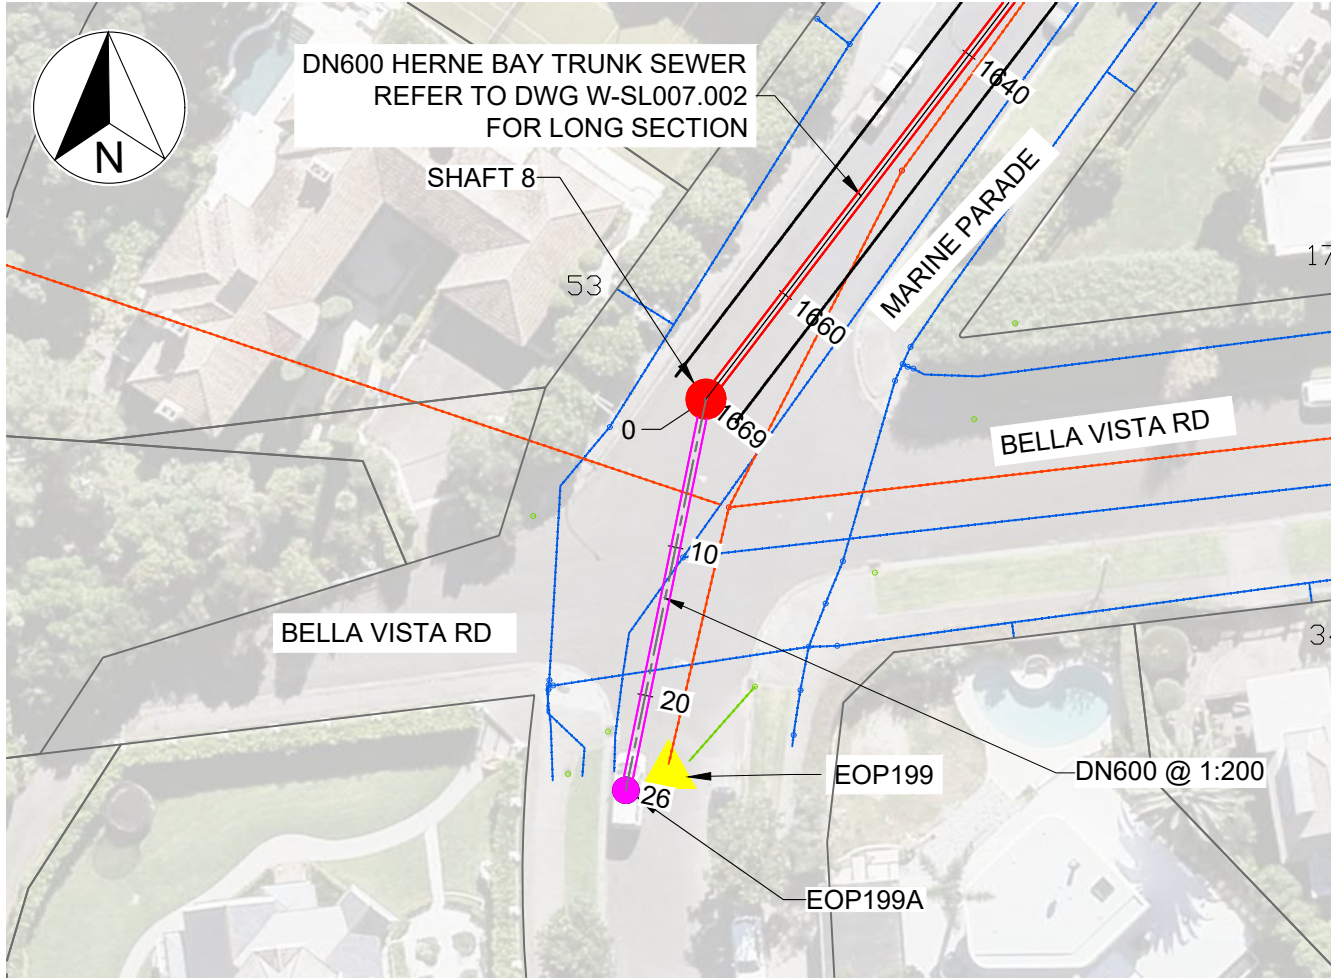 DN600 HERNE BAY TRUNK SEWER
REFER TO DWG W-SL007.002
FOR LONG SECTION
N
SHAFT 8
1640
MARINE PARADE
53
17
1660
0
1669
BELLA VISTA RD
10
BELLA VISTA RD
34
20
EOP199
DN600 @ 1:200
26
EOP199A